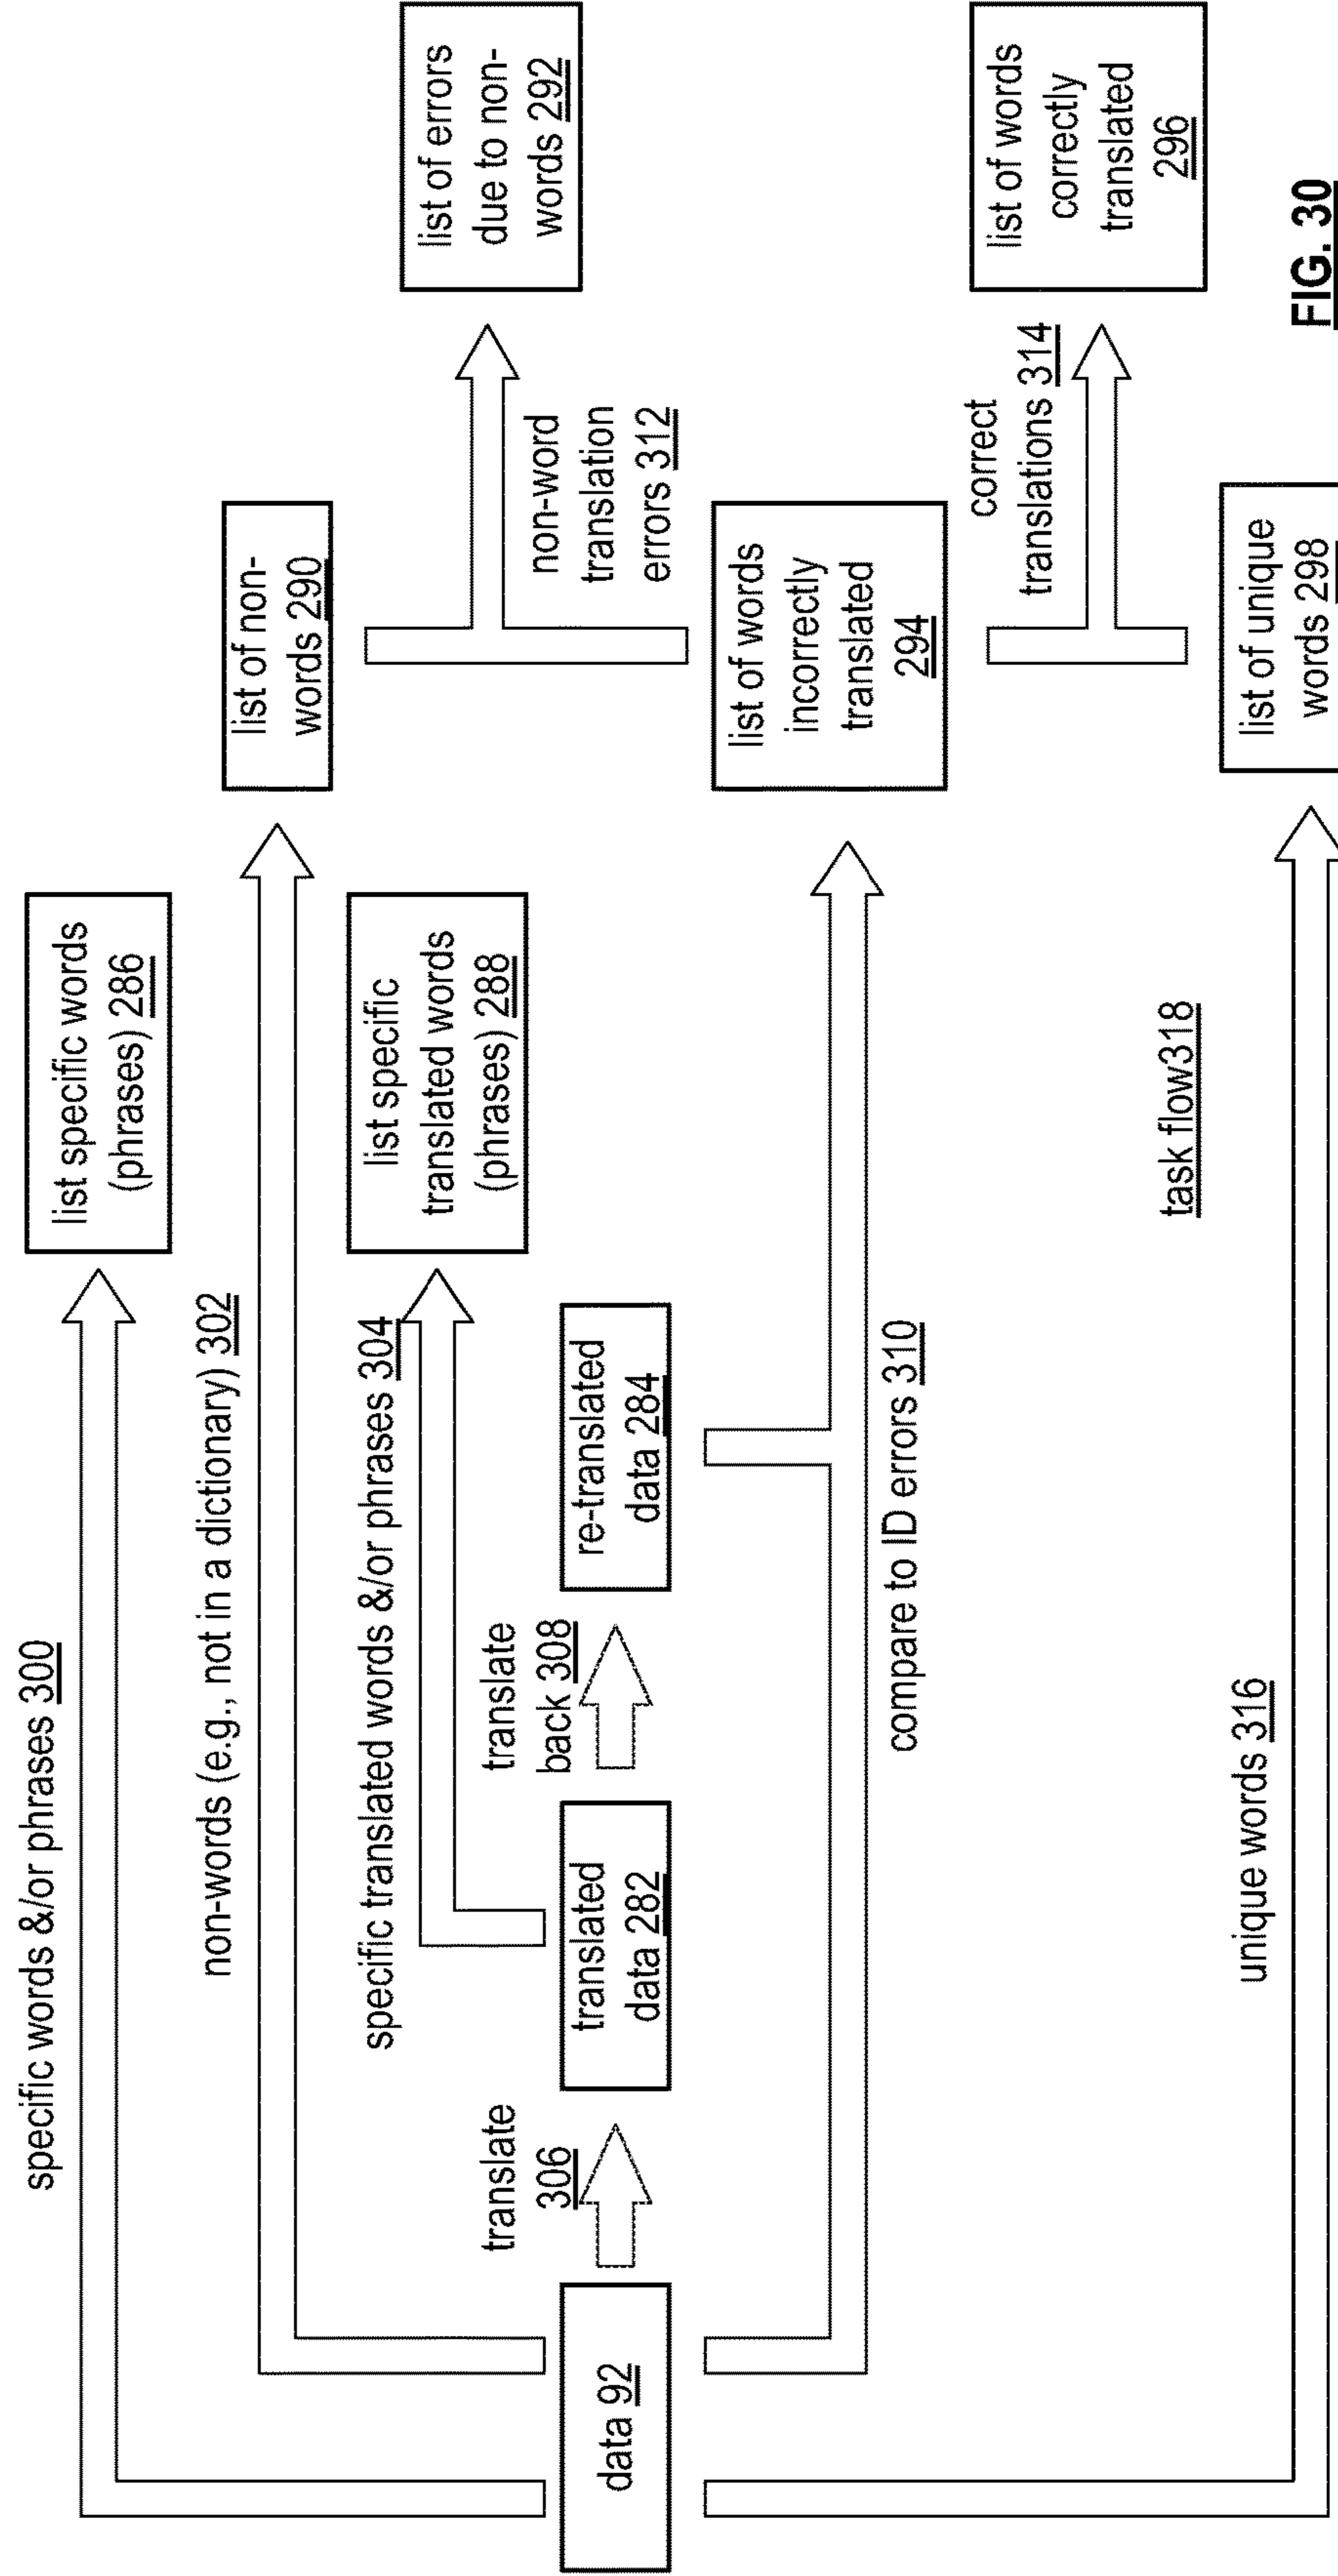 specific words &/or phrases 300
list specific words
(phrases) 286
non-words (e.g., not in a dictionary) 302
list of non-
words 290
list of errors
due to non-
words 292
specific translated words &/or phrases 304
list specific
translated words
(phrases) 288
non-word
translation
errors 312
data 92
translate
306
translated
data 282
translate
back 308
re-translated
data 284
compare to ID errors 310
list of words
incorrectly
translated
294
correct
translations 314
list of words
correctly
translated
296
task flow318
unique words 316
list of unique
words 298
FIG. 30